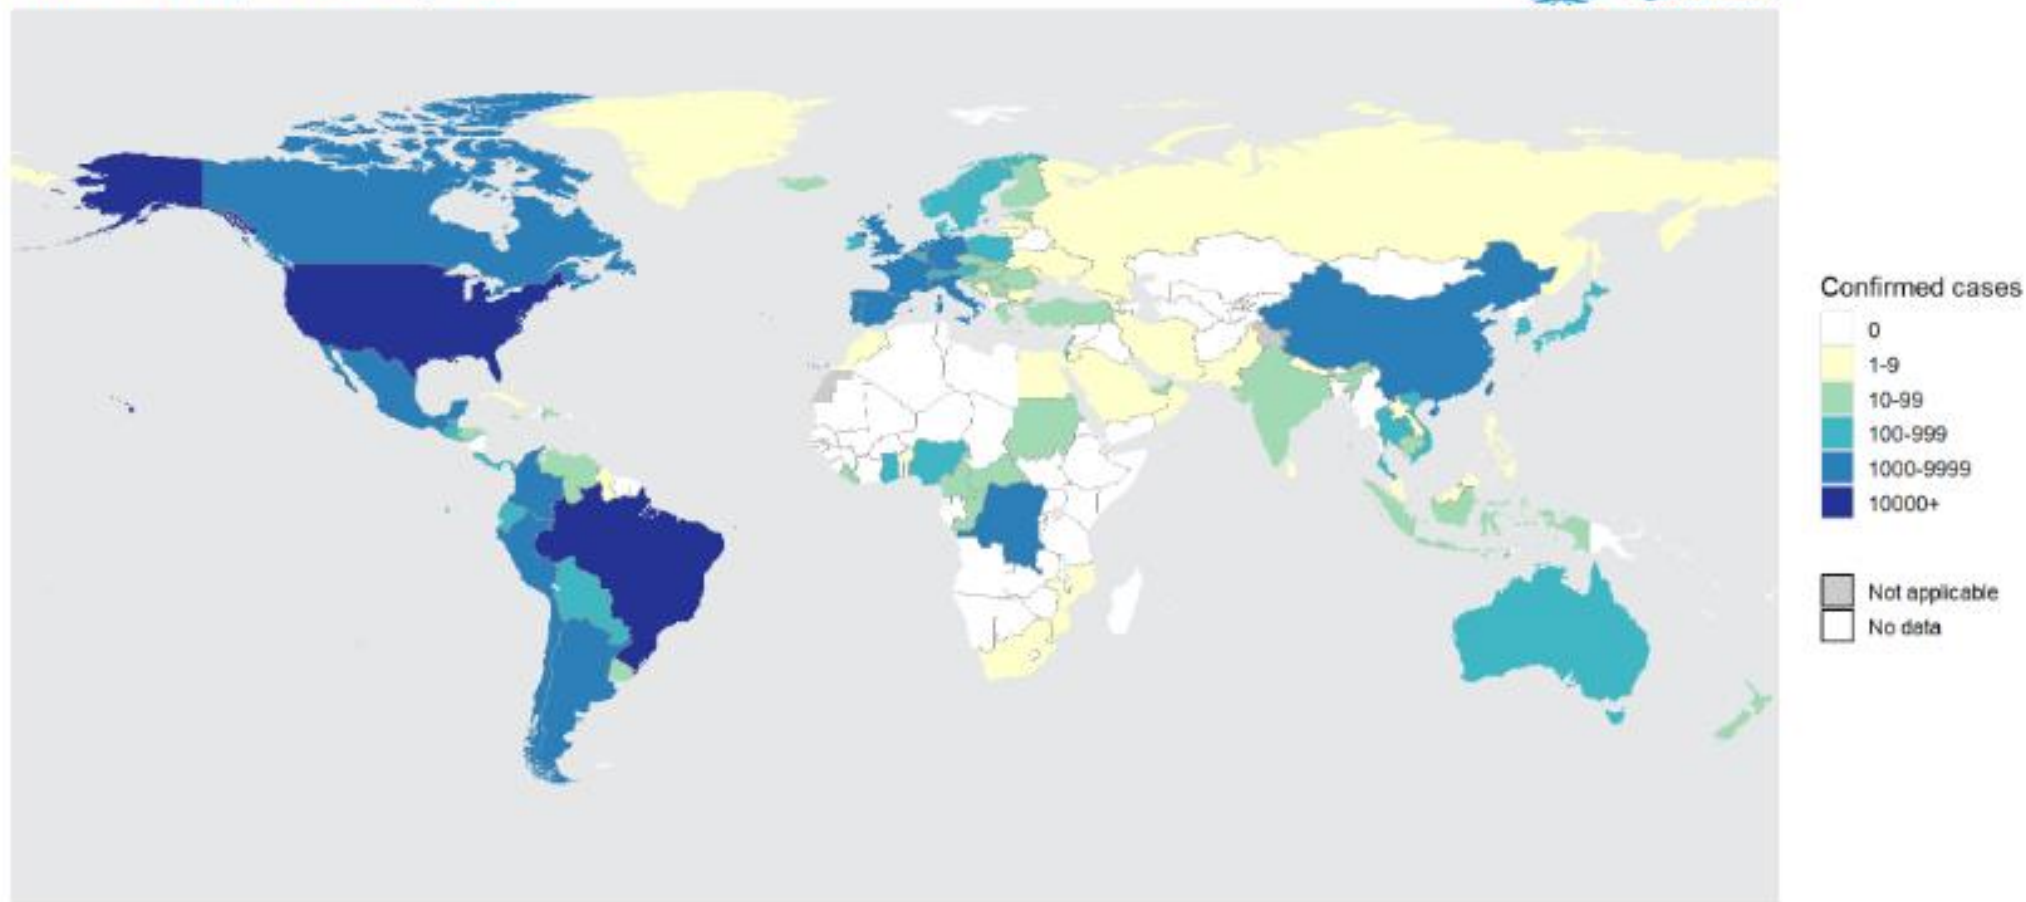 Confirmed cases
0
1-9
10-99
100-999
1000-9999
10000+
Not applicable
No data